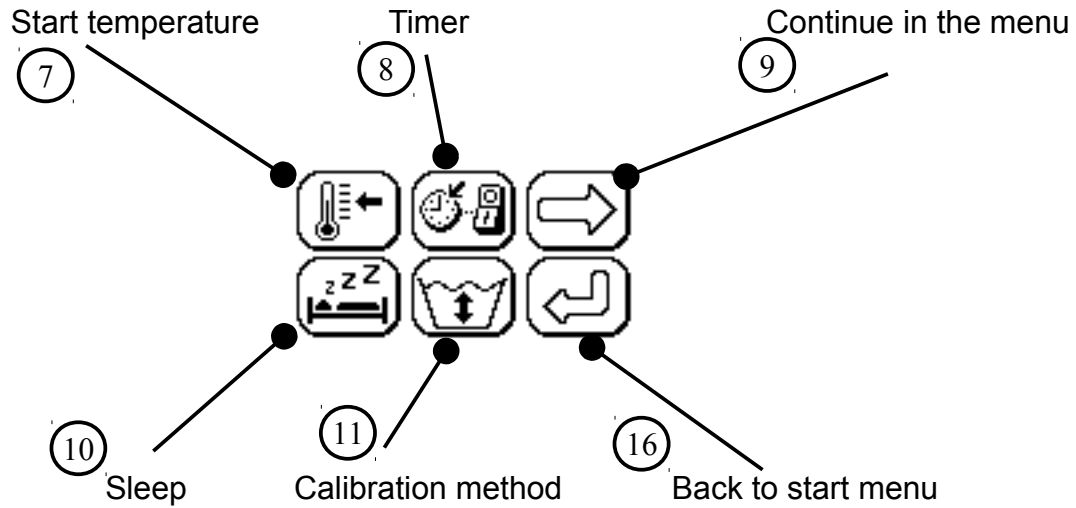 Start temperature
Timer
Continue in the menu
7
8
9
z z Z
10
11
16
Sleep
Calibration method
Back to start menu